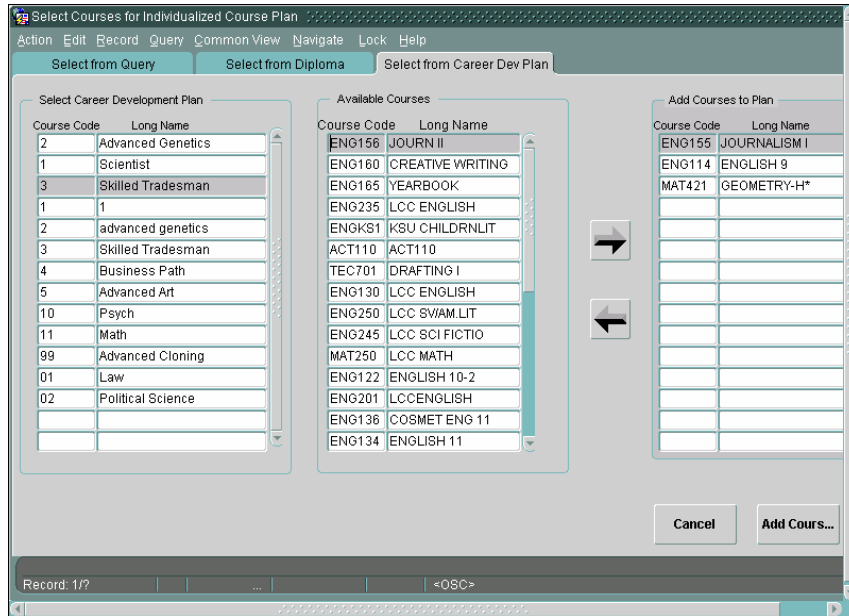 Select Courses for Individualized Course Plan
Action Edit Record Query Common View Navigate Lock Help
Select from Query Select from Diploma Select from Career Dev Plan
Select Career Development Plan
Course Code Long Name
2 Advanced Genetics
1 Scientist
3 Skilled Tradesman
1 1
2 advanced genetics
3 Skilled Tradesman
4 Business Path
5 Advanced Art
10 Psych
11 Math
99 Advanced Cloning
01 Law
02 Political Science
Available Courses
Course Code Long Name
ENG156 JOURN II
ENG160 CREATIVE WRITING
ENG165 YEARBOOK
ENG235 LCC ENGLISH
ENGKS1 KSU CHILDRNLIT
ACT110 ACT110
TEC701 DRAFTING I
ENG130 LCC ENGLISH
ENG250 LCC SV/AM.LIT
ENG245 LCC SCI FICTIO
MAT250 LCC MATH
ENG122 ENGLISH 10-2
ENG201 LCCENGLISH
ENG136 COSMET ENG 11
ENG134 ENGLISH 11
Add Courses to Plan
Course Code Long Name
ENG155 JOURNALISM I
ENG114 ENGLISH 9
MAT421 GEOMETRY-H*
Cancel Add Cours...
Record: 1/? ... <OSC>